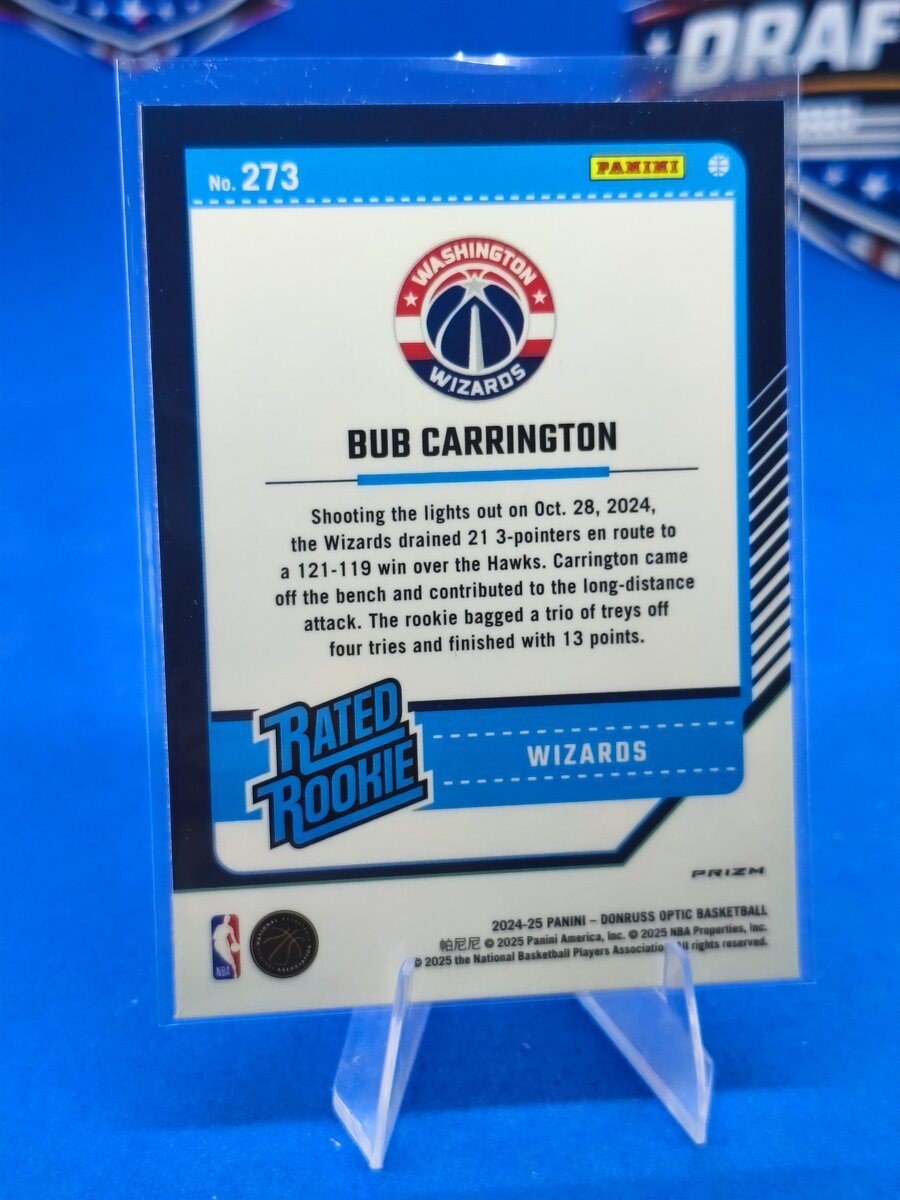 DRAF
No. 273
PANINI
WASHINGTON
WIZARDS
BUB CARRINGTON
Shooting the lights out on Oct. 28, 2024,
the Wizards drained 21 3-pointers en route to
a 121-119 win over the Hawks. Carrington came
off the bench and contributed to the long-distance
attack. The rookie bagged a trio of treys off
four tries and finished with 13 points.
RATED
ROOKIE
WIZARDS
PRIZM
NBA
2024-25 PANINI – DONRUSS OPTIC BASKETBALL
帕尼尼 © 2025 Panini America, Inc. © 2025 NBA Properties, Inc.
© 2025 the National Basketball Players Associatio rights reserved.